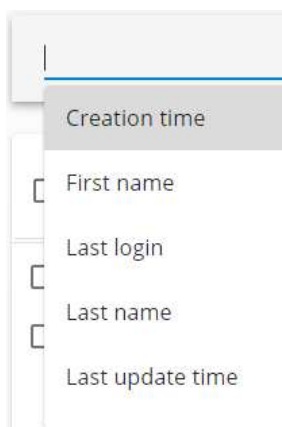 Creation time
First name
Last login
Last name
Last update time